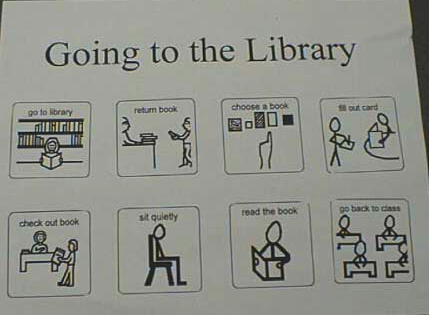 Going to the Library
go to library
return book
choose a book
fill out card
check out book
sit quietly
read the book
go back to class